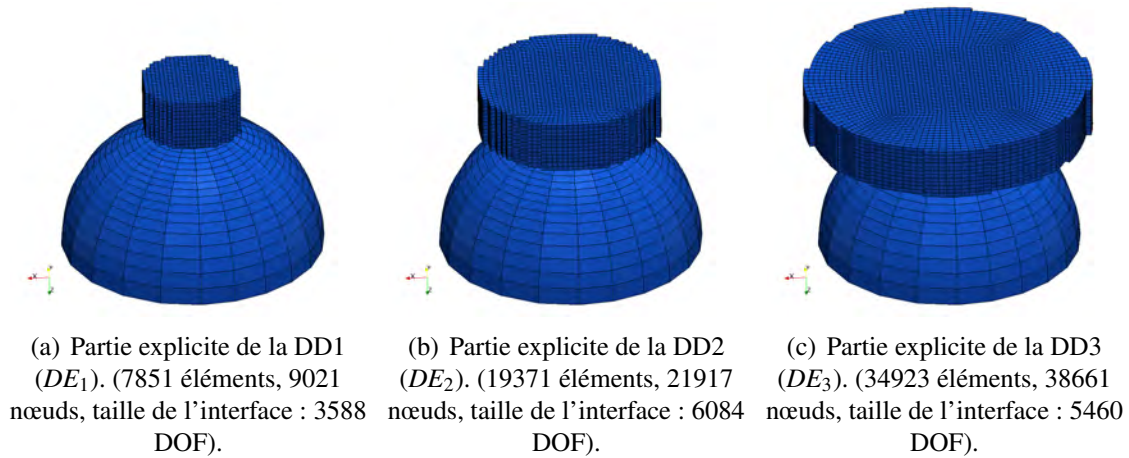 (a) Partie explicite de la DD1
(DE₁). (7851 éléments, 9021
nœuds, taille de l'interface : 3588
DOF).
(b) Partie explicite de la DD2
(DE₂). (19371 éléments, 21917
nœuds, taille de l'interface : 6084
DOF).
(c) Partie explicite de la DD3
(DE₃). (34923 éléments, 38661
nœuds, taille de l'interface : 5460
DOF).